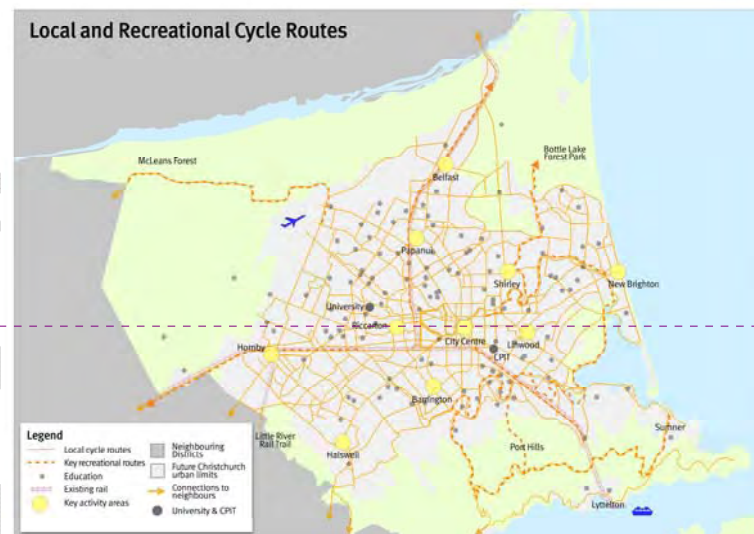 Local and Recreational Cycle Routes
McLeans Forest
Bottle Lake
Forest Park
Belfast
Papanui
Shirley
New Brighton
University
Riccarton
City Centre
Linwood
CPIT
Hornby
Barrington
Little River
Rail Trail
Halswell
Port Hills
Sumner
Lyttelton
Legend
Local cycle routes
Key recreational routes
Education
Existing rail
Key activity areas
Neighbouring
Districts
Future Christchurch
urban limits
Connections to
neighbours
University & CPIT